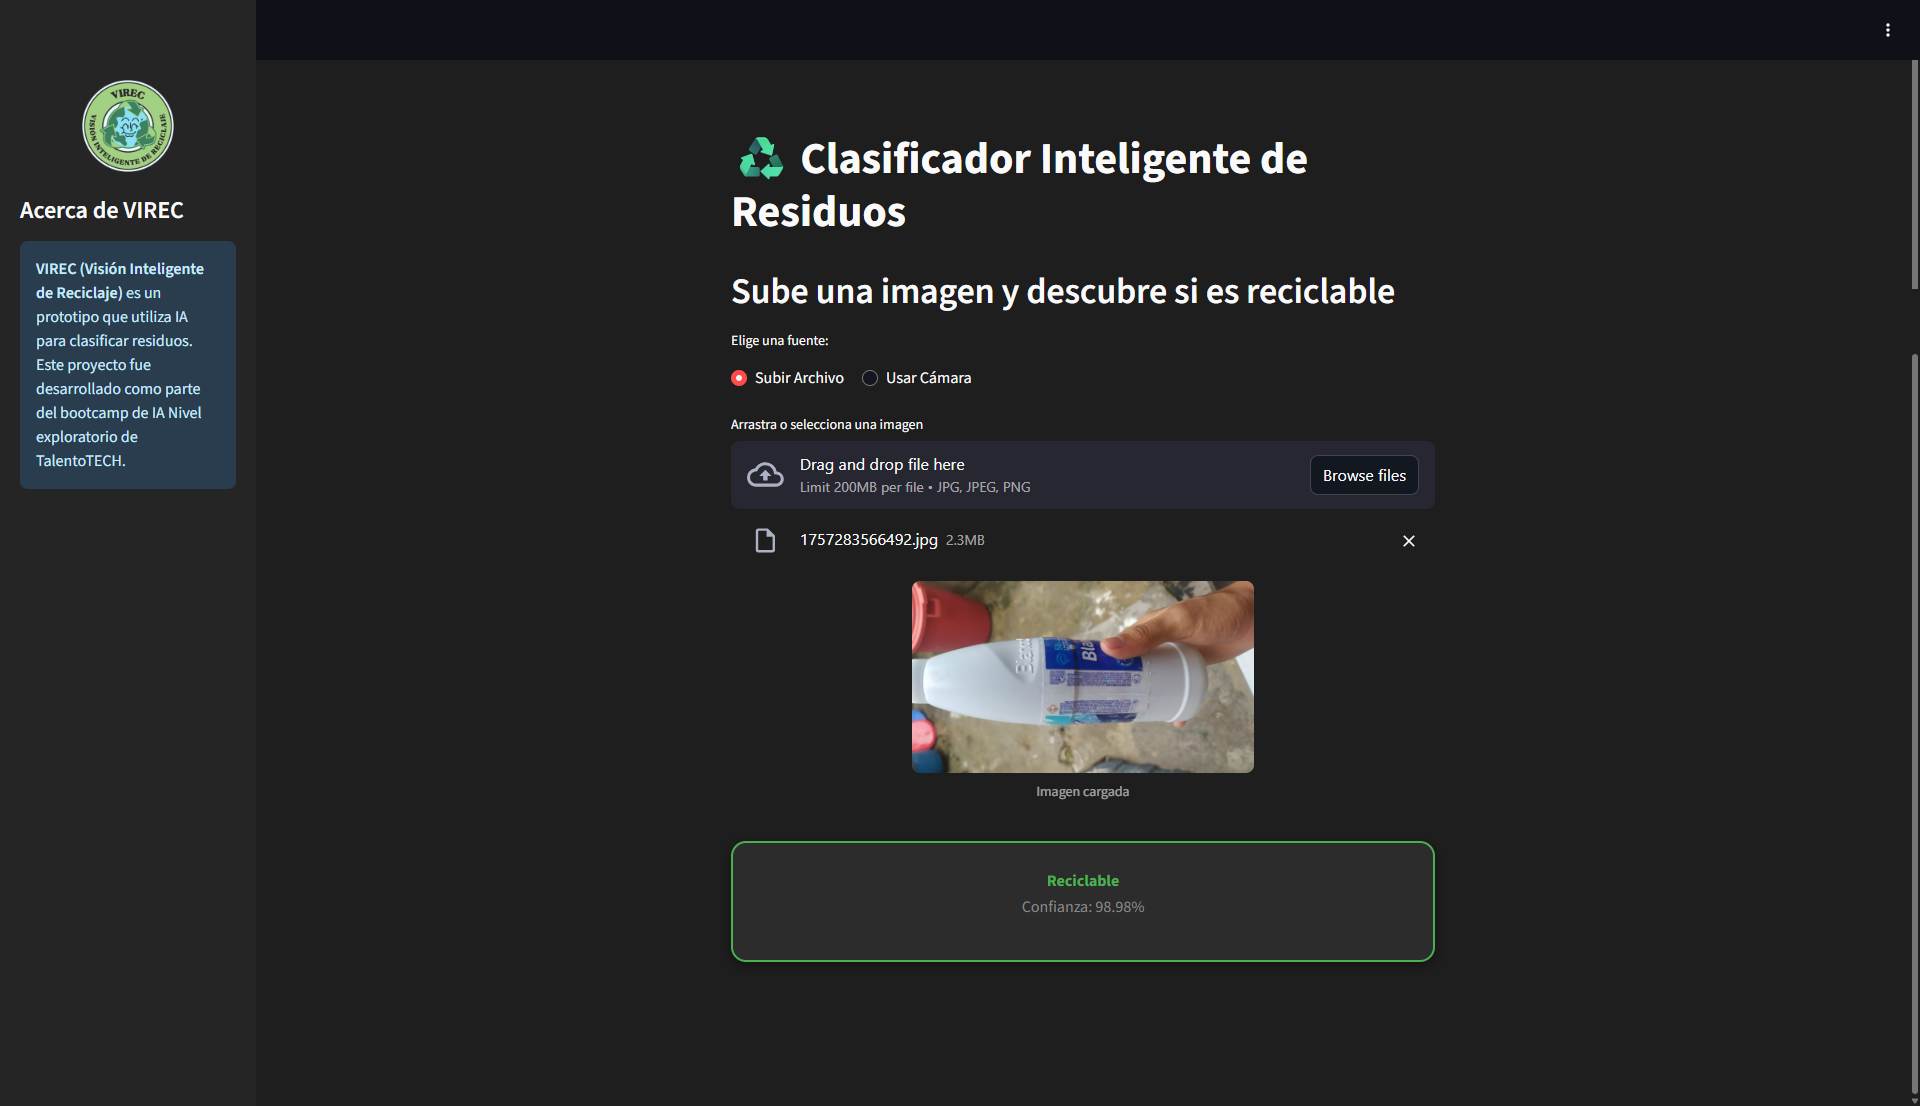 VIREC
VISION INTELIGENTE DE RECICLAJE
Acerca de VIREC
VIREC (Visión Inteligente
de Reciclaje) es un
prototipo que utiliza IA
para clasificar residuos.
Este proyecto fue
desarrollado como parte
del bootcamp de IA Nivel
exploratorio de
TalentoTECH.
Clasificador Inteligente de
Residuos
Sube una imagen y descubre si es reciclable
Elige una fuente:
Subir Archivo
Usar Cámara
Arrastra o selecciona una imagen
Drag and drop file here
Limit 200MB per file • JPG, JPEG, PNG
Browse files
1757283566492.jpg 2.3MB
Imagen cargada
Reciclable
Confianza: 98.98%